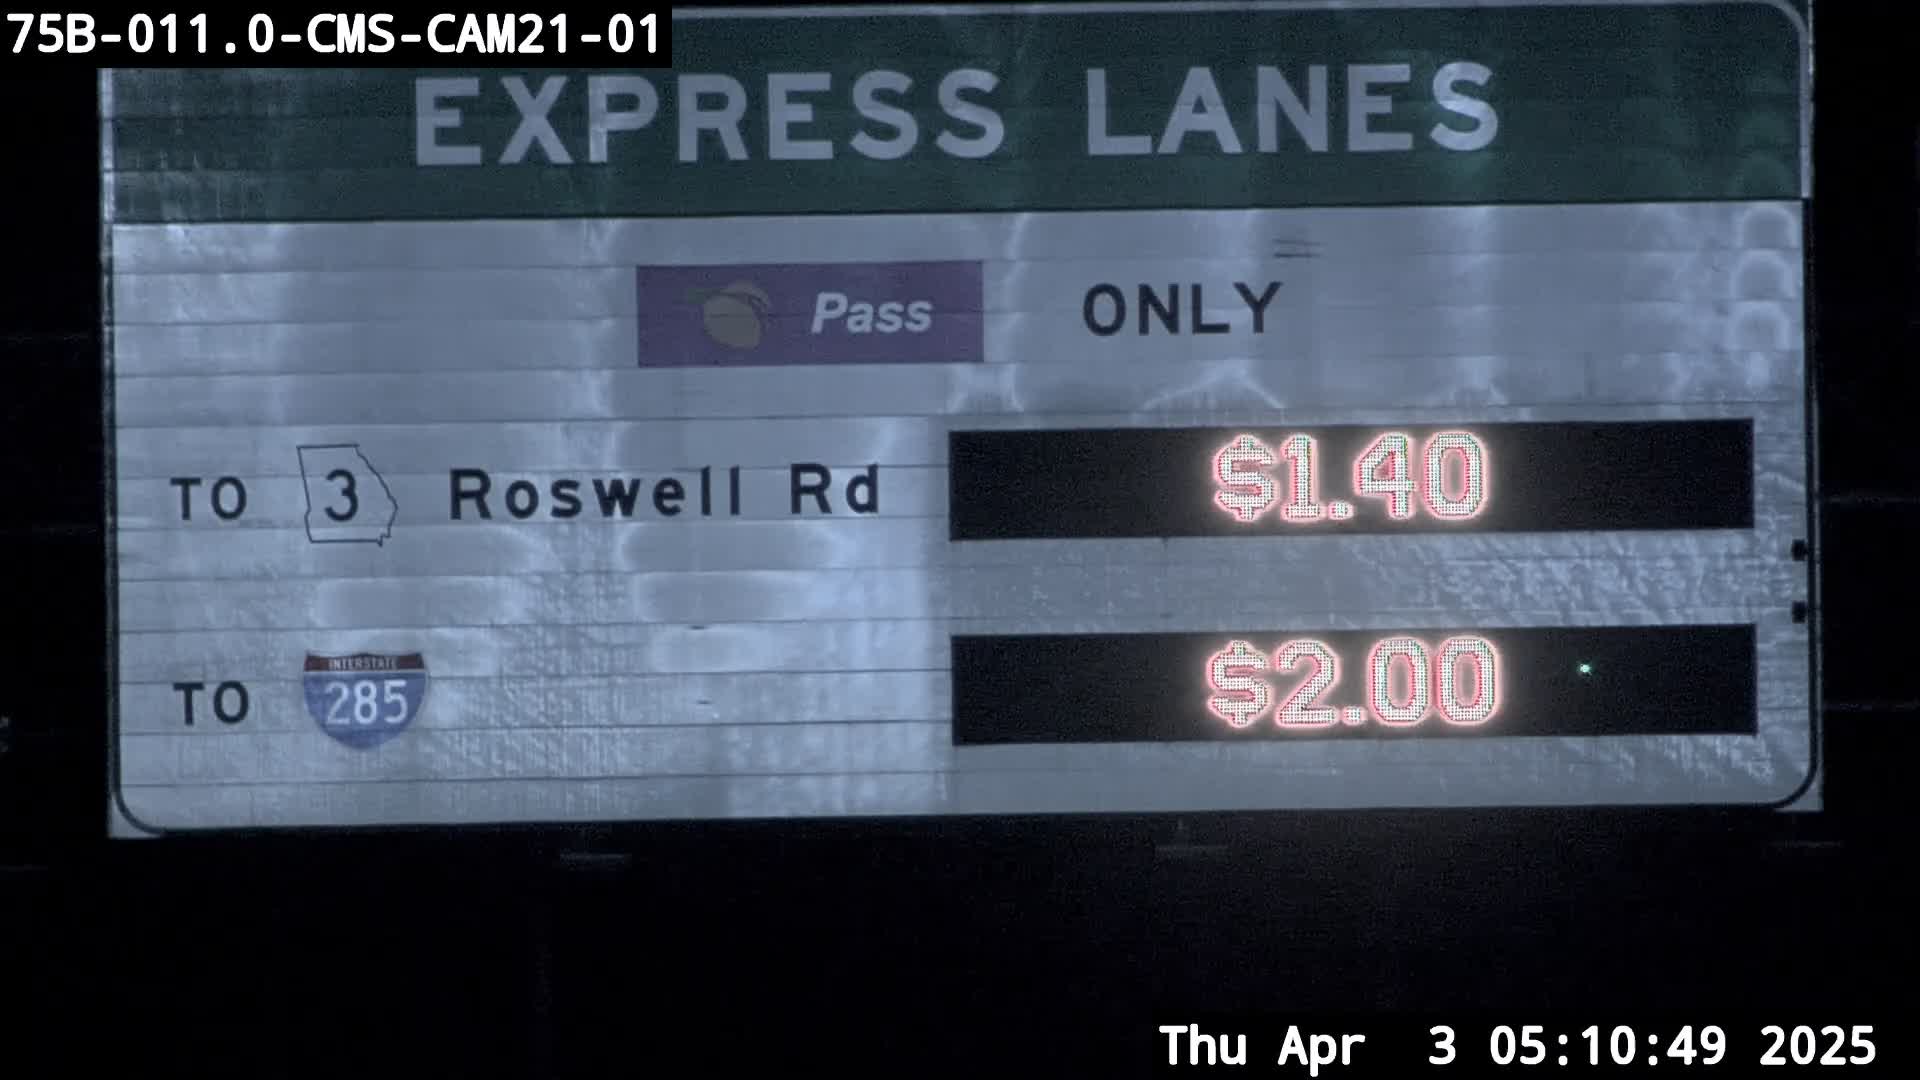 75B-011.0-CMS-CAM21-01
EXPRESS LANES
Pass ONLY
TO 3 Roswell Rd $1.40
TO INTERSTATE 285 $2.00
Thu Apr 3 05:10:49 2025